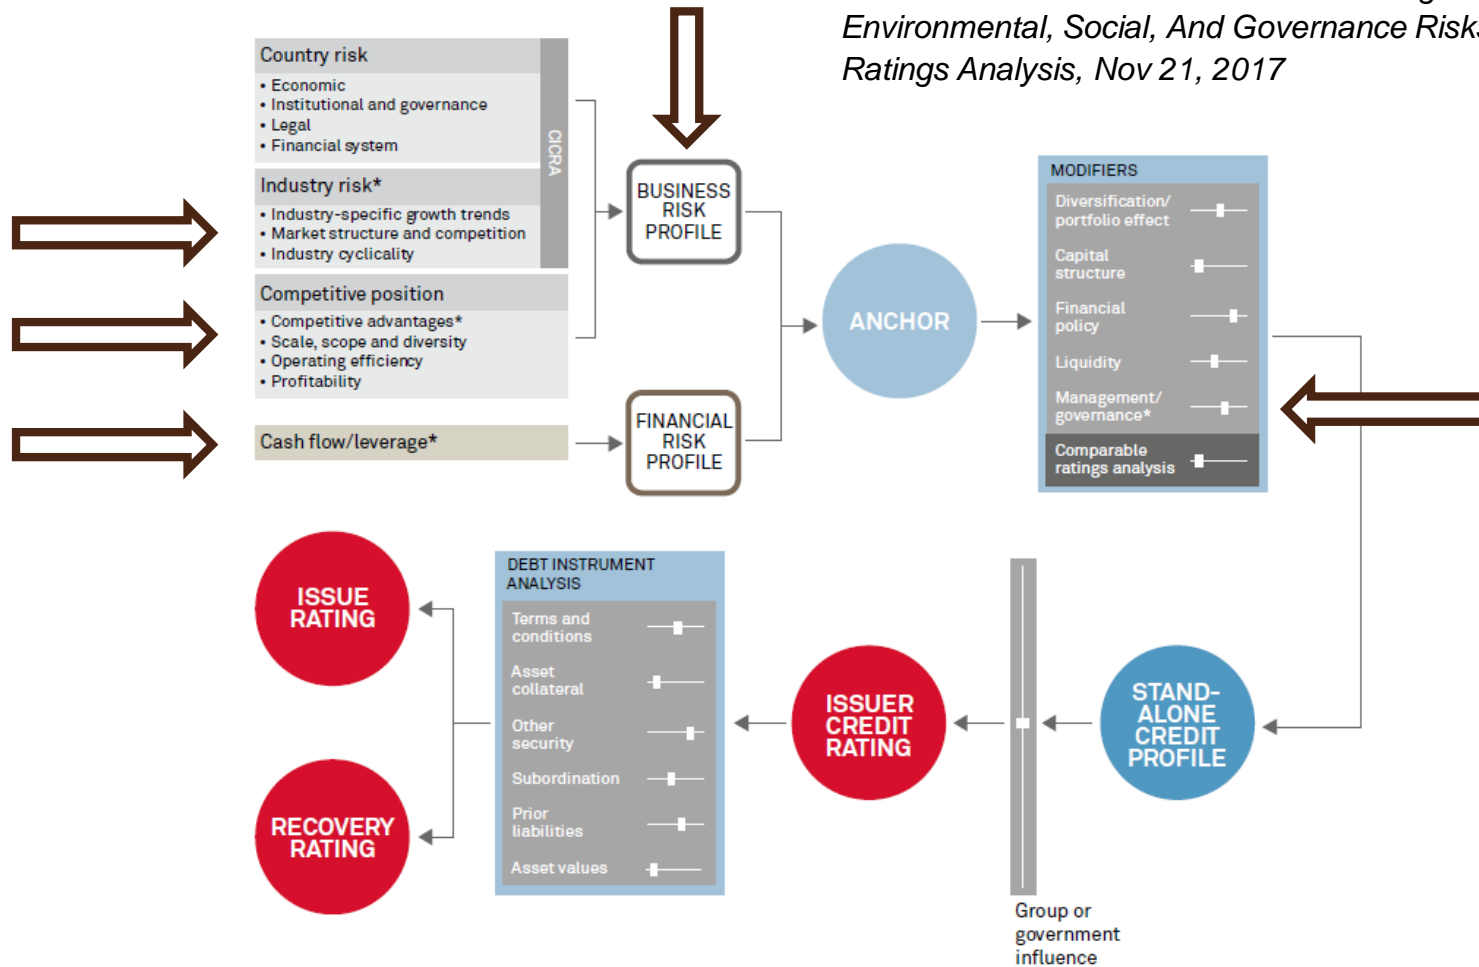 Environmental, Social, And Governance Risks
Ratings Analysis, Nov 21, 2017
Country risk
• Economic
• Institutional and governance
• Legal
• Financial system
CICRA
Industry risk*
• Industry-specific growth trends
• Market structure and competition
• Industry cyclicality
Competitive position
• Competitive advantages*
• Scale, scope and diversity
• Operating efficiency
• Profitability
Cash flow/leverage*
BUSINESS
RISK
PROFILE
FINANCIAL
RISK
PROFILE
ANCHOR
MODIFIERS
Diversification/
portfolio effect
Capital
structure
Financial
policy
Liquidity
Management/
governance*
Comparable
ratings analysis
ISSUE
RATING
RECOVERY
RATING
DEBT INSTRUMENT
ANALYSIS
Terms and
conditions
Asset
collateral
Other
security
Subordination
Prior
liabilities
Asset values
ISSUER
CREDIT
RATING
STAND-
ALONE
CREDIT
PROFILE
Group or
government
influence